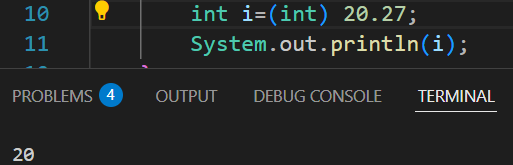 10 int i=(int) 20.27;
11 System.out.println(i);
PROBLEMS 4 OUTPUT DEBUG CONSOLE TERMINAL
20